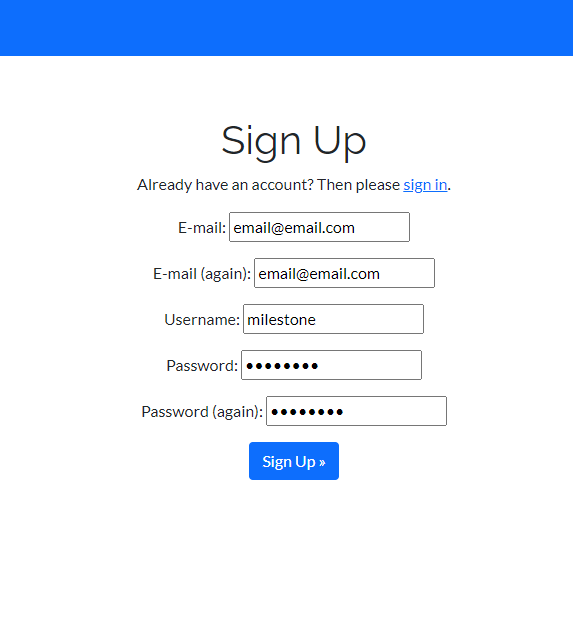 Sign Up
Already have an account? Then please sign in.
E-mail: email@email.com
E-mail (again): email@email.com
Username: milestone
Password: ••••••••
Password (again): ••••••••
Sign Up »